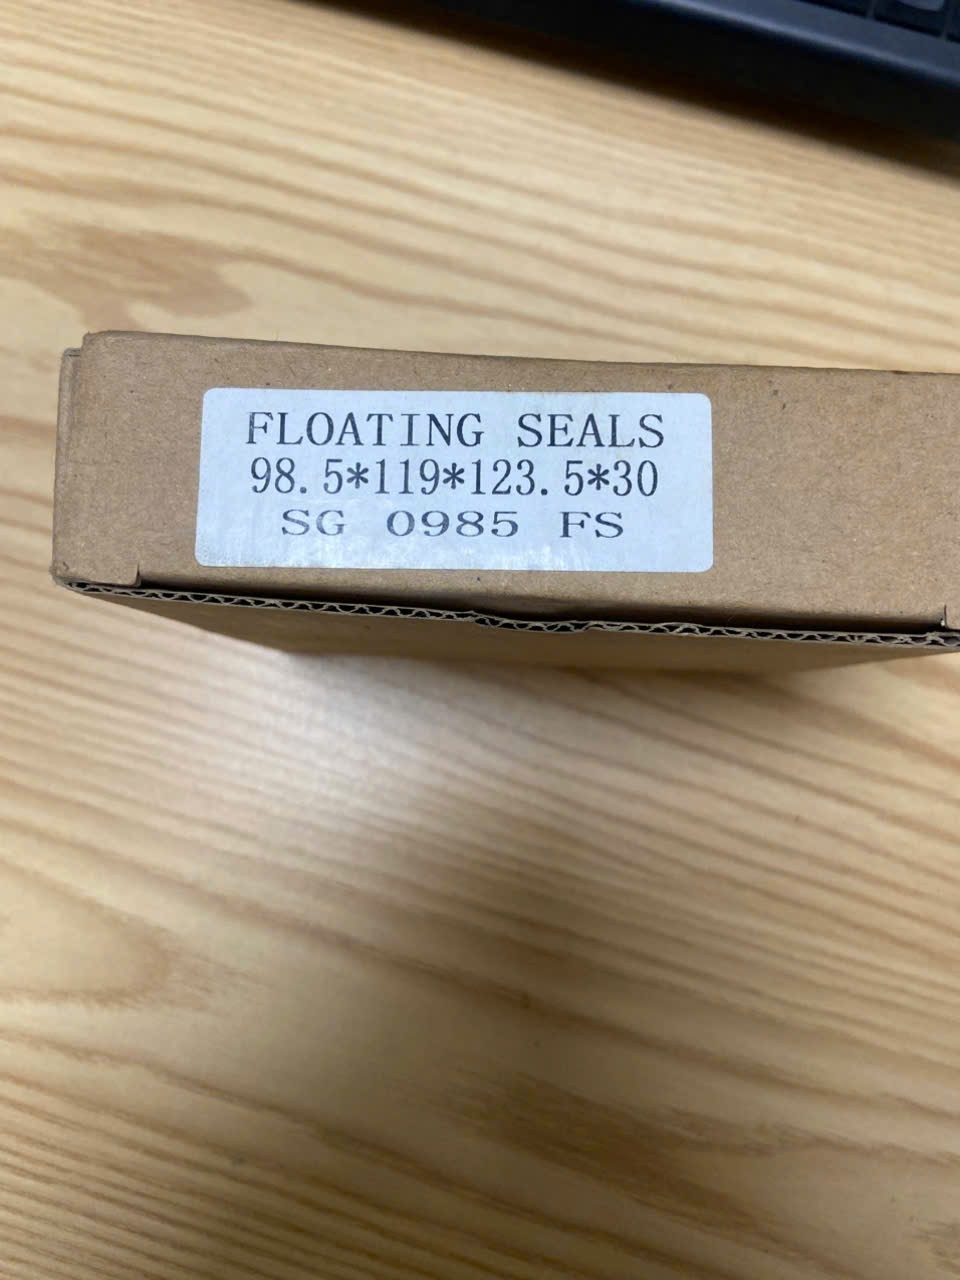 FLOATING SEALS
98.5*119*123.5*30
SG 0985 FS